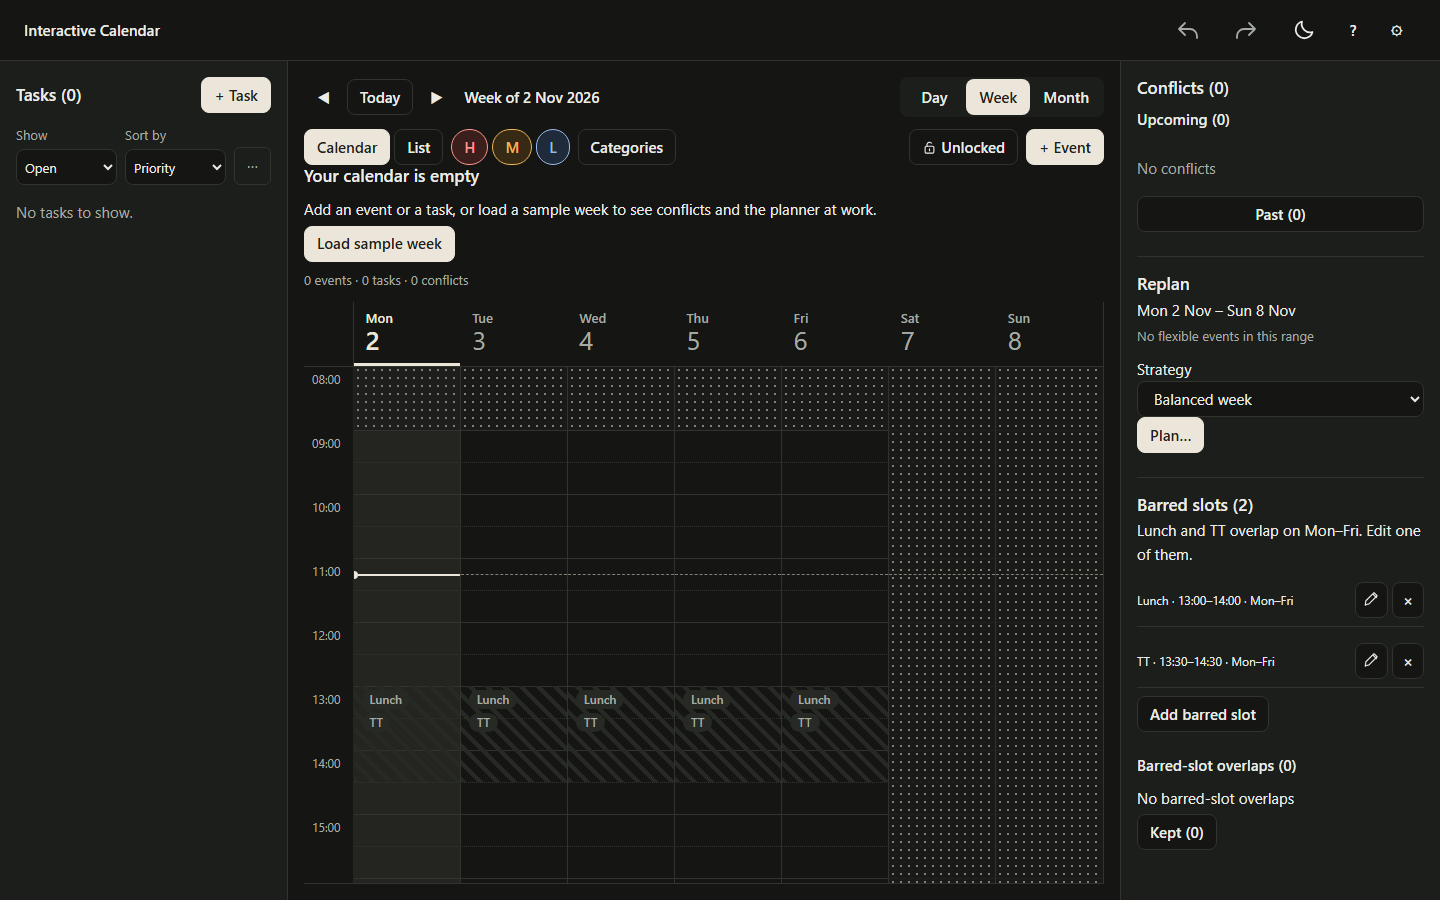 Interactive Calendar
?
Tasks (0)
+ Task
Show
Sort by
Open
Priority
...
No tasks to show.
Today
Week of 2 Nov 2026
Day
Week
Month
Calendar
List
H
M
L
Categories
Unlocked
+ Event
Your calendar is empty
Add an event or a task, or load a sample week to see conflicts and the planner at work.
Load sample week
0 events · 0 tasks · 0 conflicts
Mon
2
Tue
3
Wed
4
Thu
5
Fri
6
Sat
7
Sun
8
08:00
09:00
10:00
11:00
12:00
13:00
Lunch
Lunch
Lunch
Lunch
Lunch
TT
TT
TT
TT
TT
14:00
15:00
Conflicts (0)
Upcoming (0)
No conflicts
Past (0)
Replan
Mon 2 Nov – Sun 8 Nov
No flexible events in this range
Strategy
Balanced week
Plan...
Barred slots (2)
Lunch and TT overlap on Mon–Fri. Edit one
of them.
Lunch · 13:00–14:00 · Mon–Fri
×
TT · 13:30–14:30 · Mon–Fri
×
Add barred slot
Barred-slot overlaps (0)
No barred-slot overlaps
Kept (0)